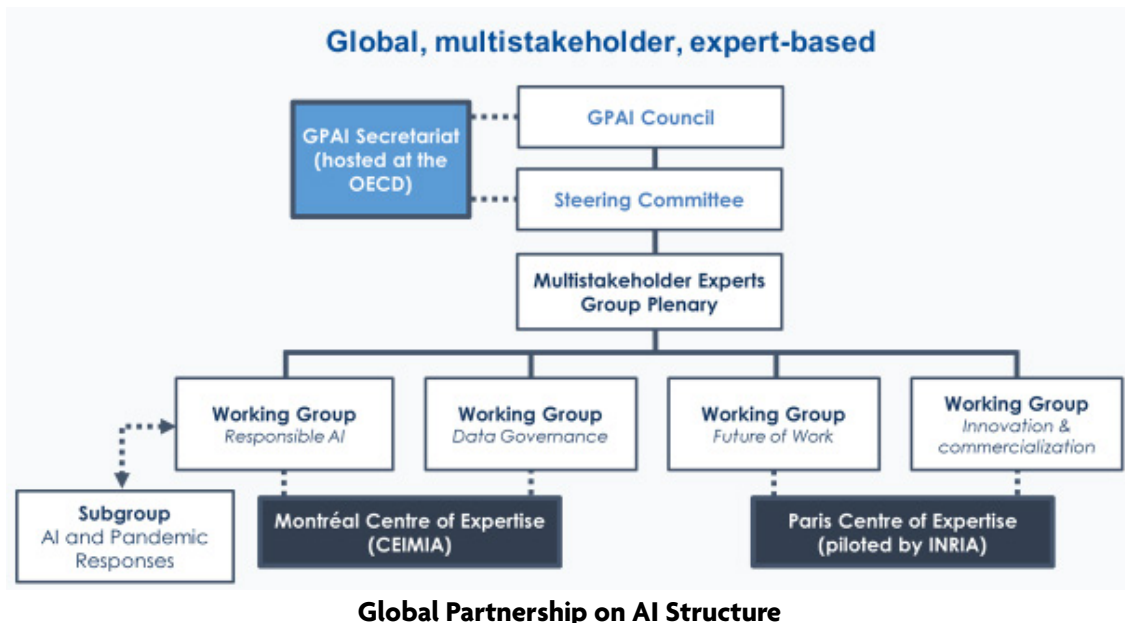 Global, multistakeholder, expert-based
GPAI Secretariat
(hosted at the
OECD)
GPAI Council
Steering Committee
Multistakeholder Experts
Group Plenary
Working Group
Responsible AI
Working Group
Data Governance
Working Group
Future of Work
Working Group
Innovation &
commercialization
Subgroup
AI and Pandemic
Responses
Montréal Centre of Expertise
(CEIMIA)
Paris Centre of Expertise
(piloted by INRIA)
Global Partnership on AI Structure